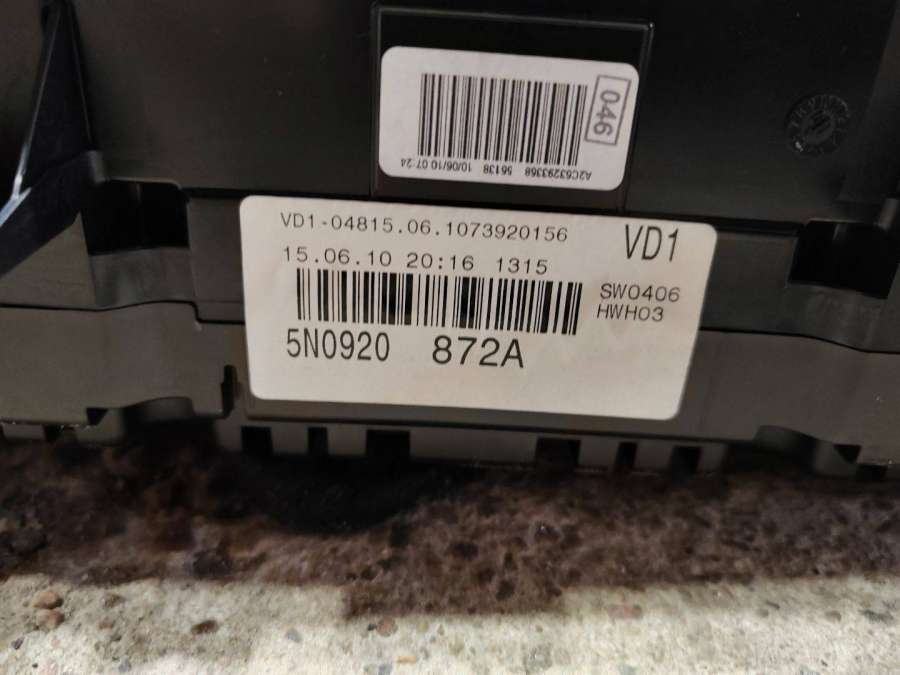 046
A2C53293368 56138 10/06/10 07:24
VD1-04815.06.1073920156
VD1
15.06.10 20:16 1315
SW0406
HWH03
5N0920 872A